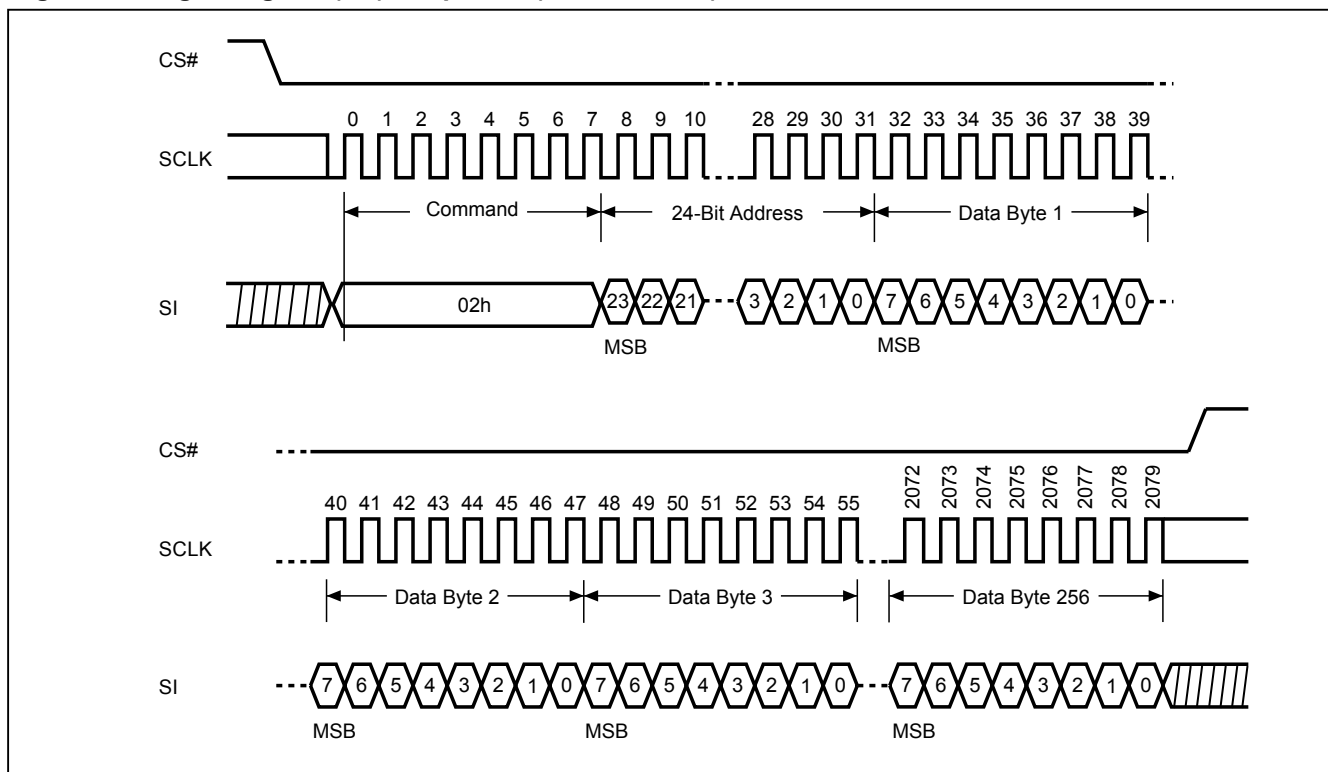 CS#
0 1 2 3 4 5 6 7 8 9 10 28 29 30 31 32 33 34 35 36 37 38 39
SCLK
Command 24-Bit Address Data Byte 1
SI 02h 23 22 21 3 2 1 0 7 6 5 4 3 2 1 0
MSB MSB
CS#
40 41 42 43 44 45 46 47 48 49 50 51 52 53 54 55 2072 2073 2074 2075 2076 2077 2078 2079
SCLK
Data Byte 2 Data Byte 3 Data Byte 256
SI 7 6 5 4 3 2 1 0 7 6 5 4 3 2 1 0 7 6 5 4 3 2 1 0
MSB MSB MSB